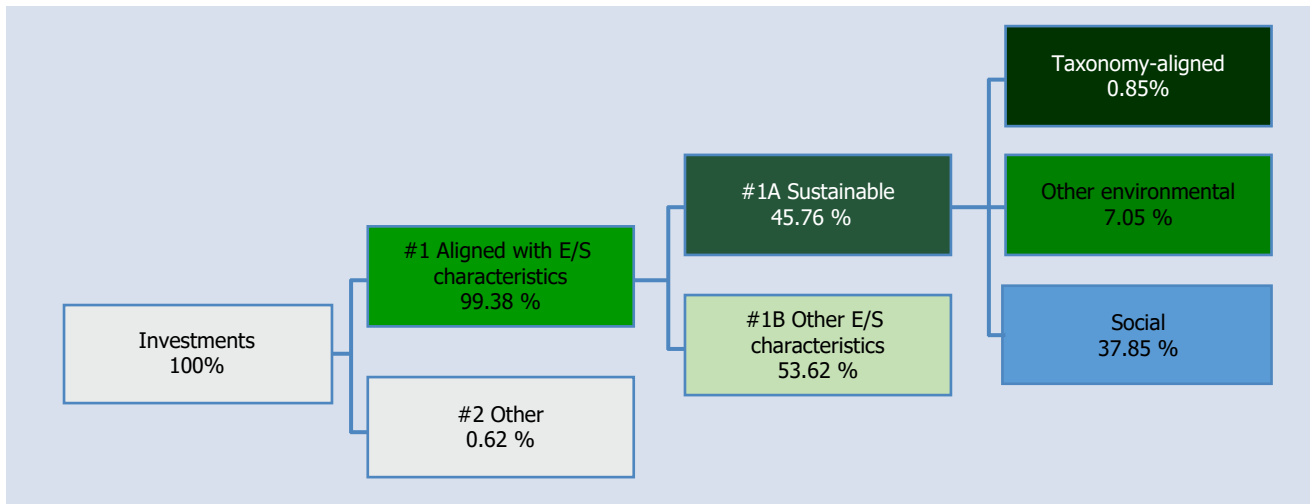 Investments
100%
#1 Aligned with E/S
characteristics
99.38 %
#2 Other
0.62 %
#1A Sustainable
45.76 %
#1B Other E/S
characteristics
53.62 %
Taxonomy-aligned
0.85%
Other environmental
7.05 %
Social
37.85 %